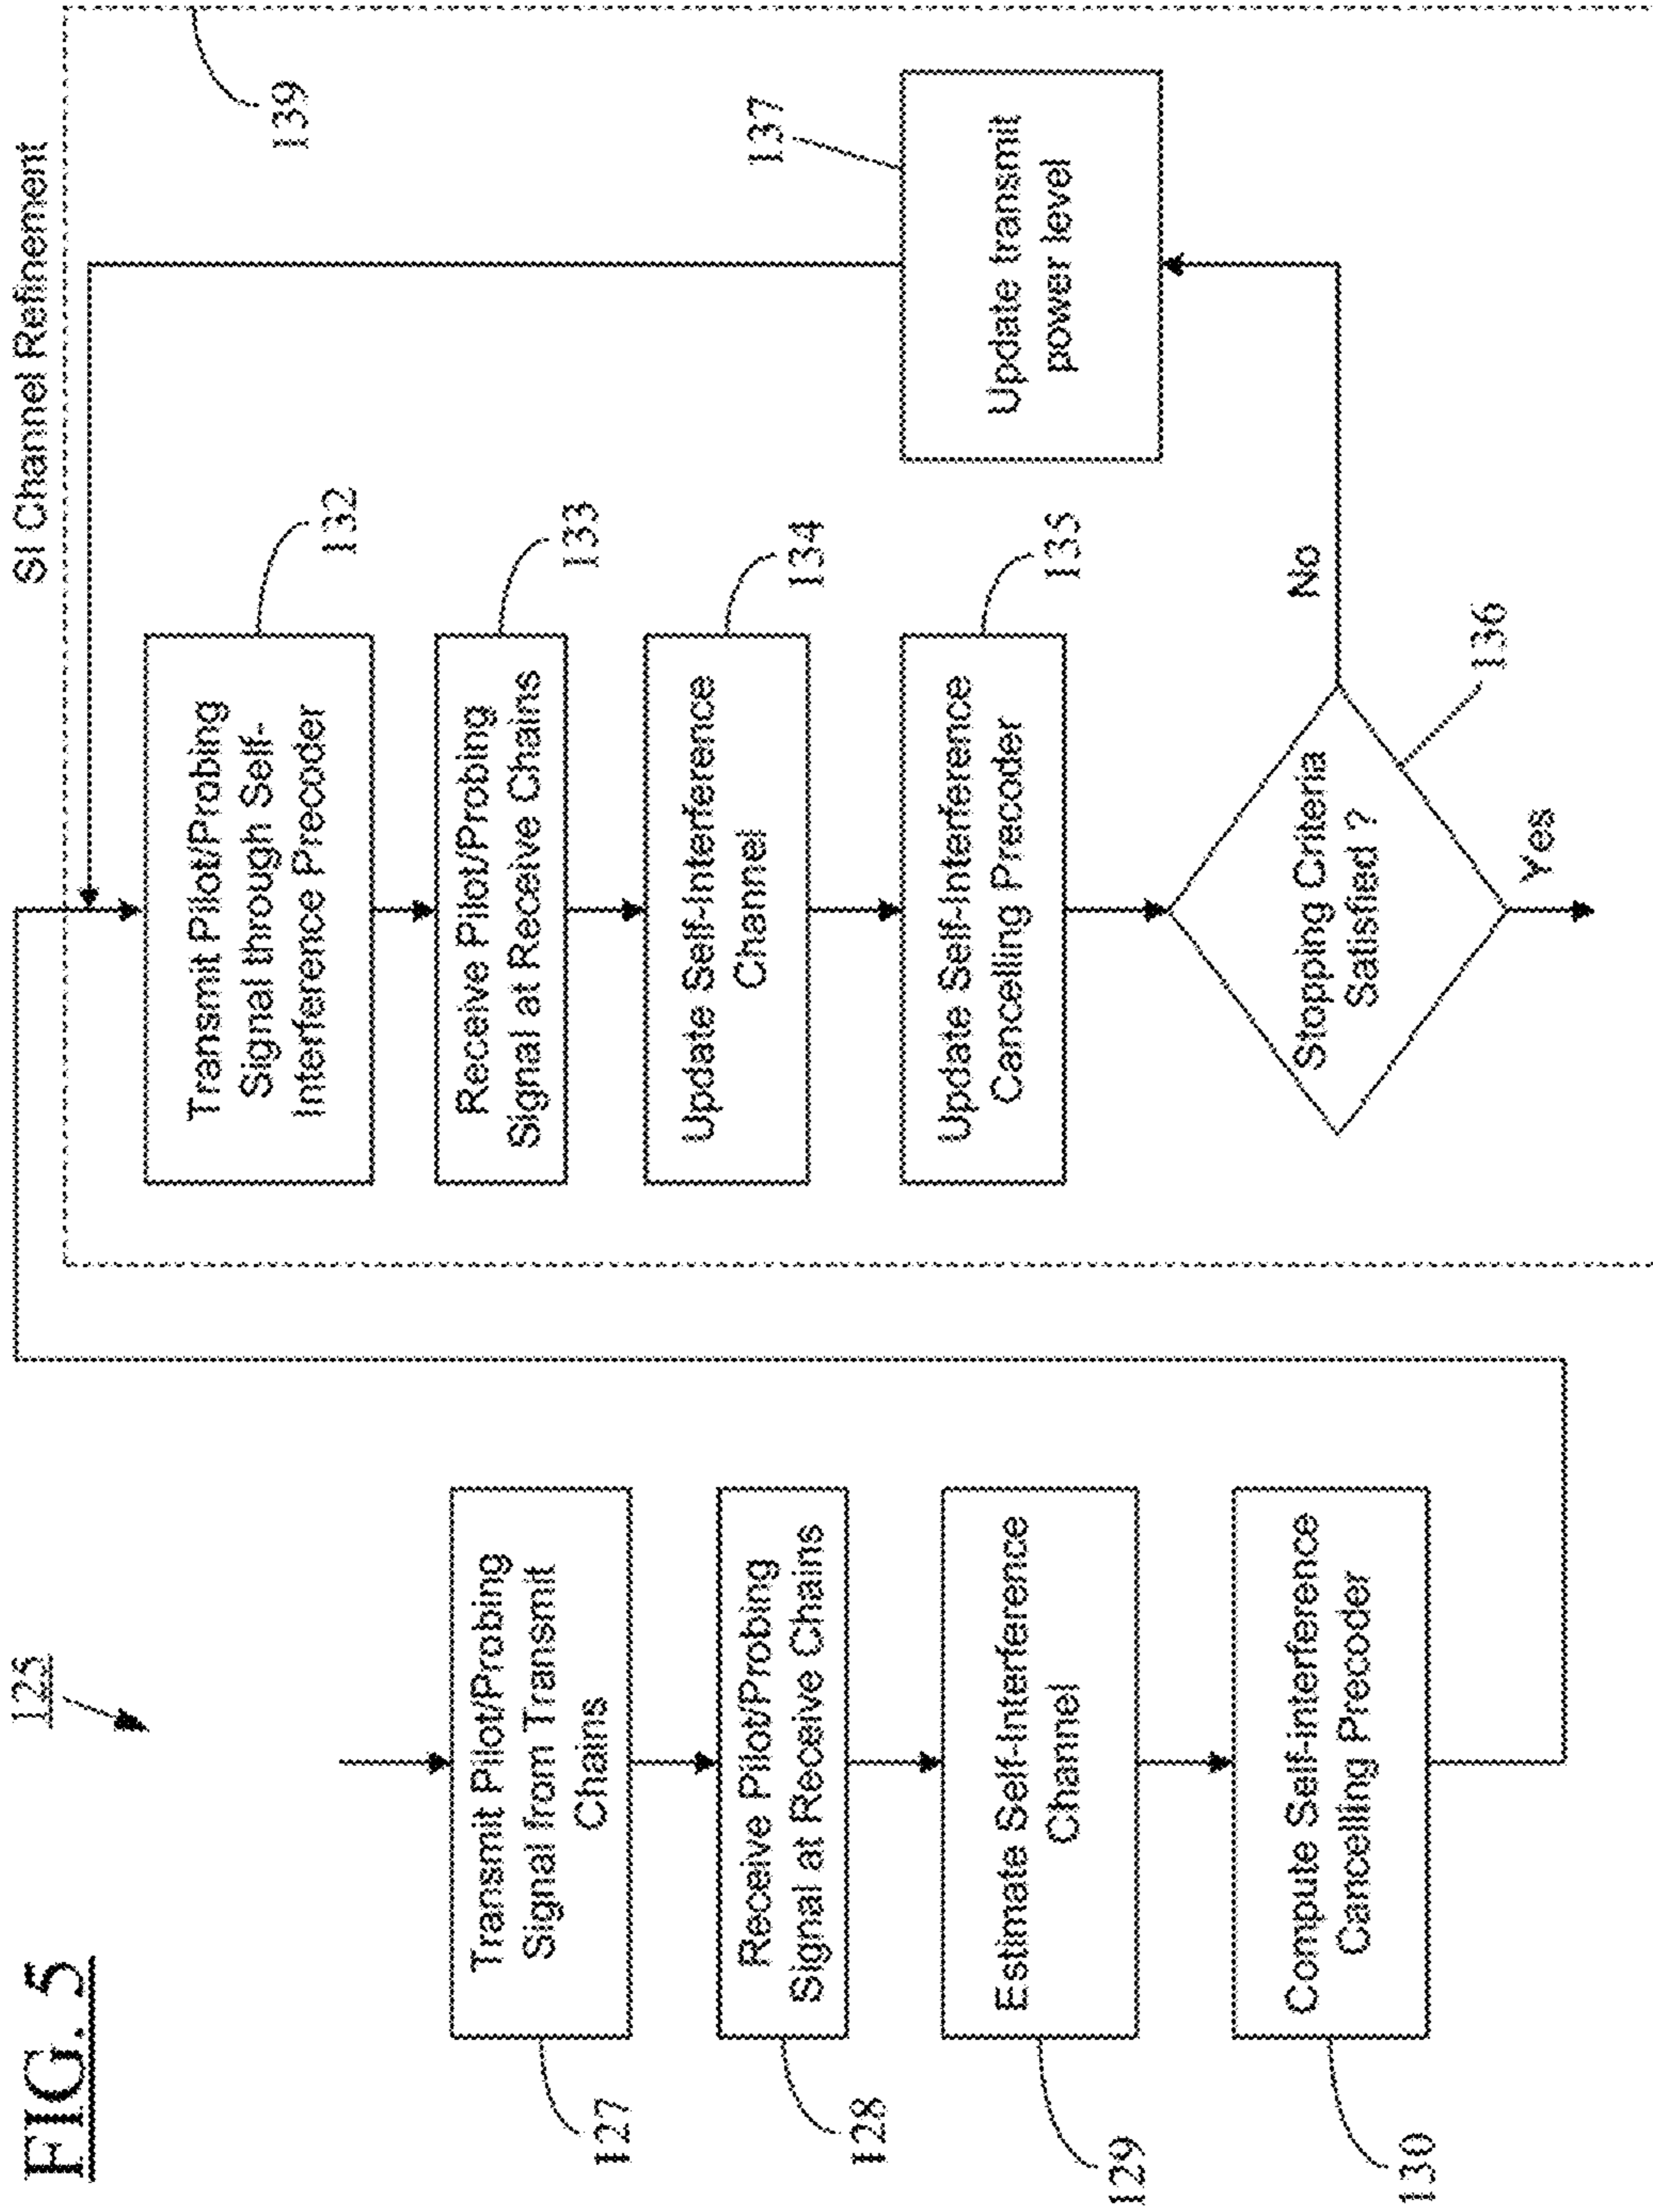 FIG. 5
125
Transmit Pilot/Probing
Signal from Transmit
Chains
127
Receive Pilot/Probing
Signal at Receive Chains
128
Estimate Self-Interference
Channel
129
Compute Self-interference
Cancelling Precoder
130
SI Channel Refinement
139
Transmit Pilot/Probing
Signal through Self-
Interference Precoder
132
Receive Pilot/Probing
Signal at Receive Chains
133
Update Self-Interference
Channel
134
Update Self-Interference
Cancelling Precoder
135
Stopping Criteria
Satisfied ?
136
No
Yes
Update transmit
power level
137